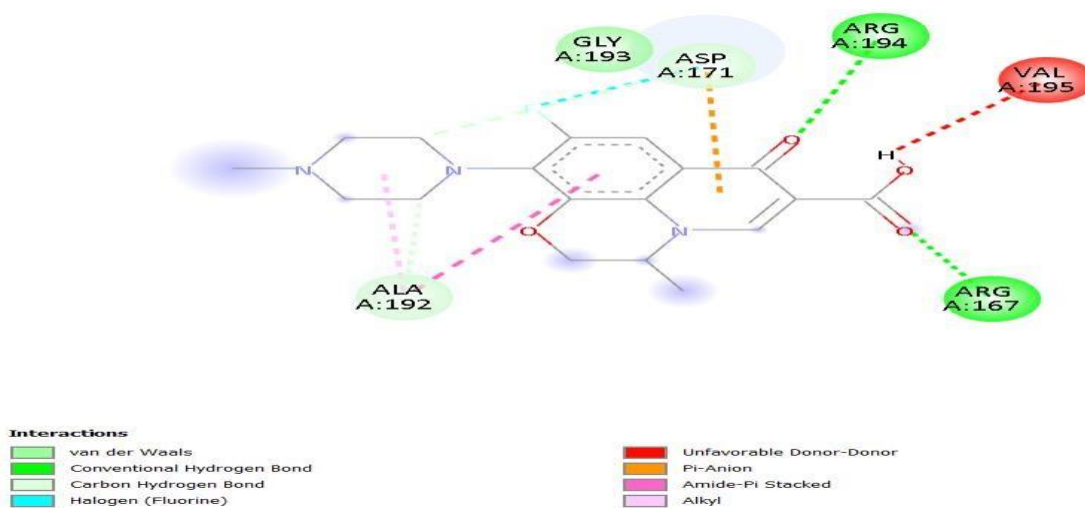 ARG
A:194
GLY
A:193
ASP
A:171
VAL
A:195
O
H
N
N
O
O
N
O
ALA
A:192
ARG
A:167
Interactions
van der Waals
Conventional Hydrogen Bond
Carbon Hydrogen Bond
Halogen (Fluorine)
Unfavorable Donor-Donor
Pi-Anion
Amide-Pi Stacked
Alkyl